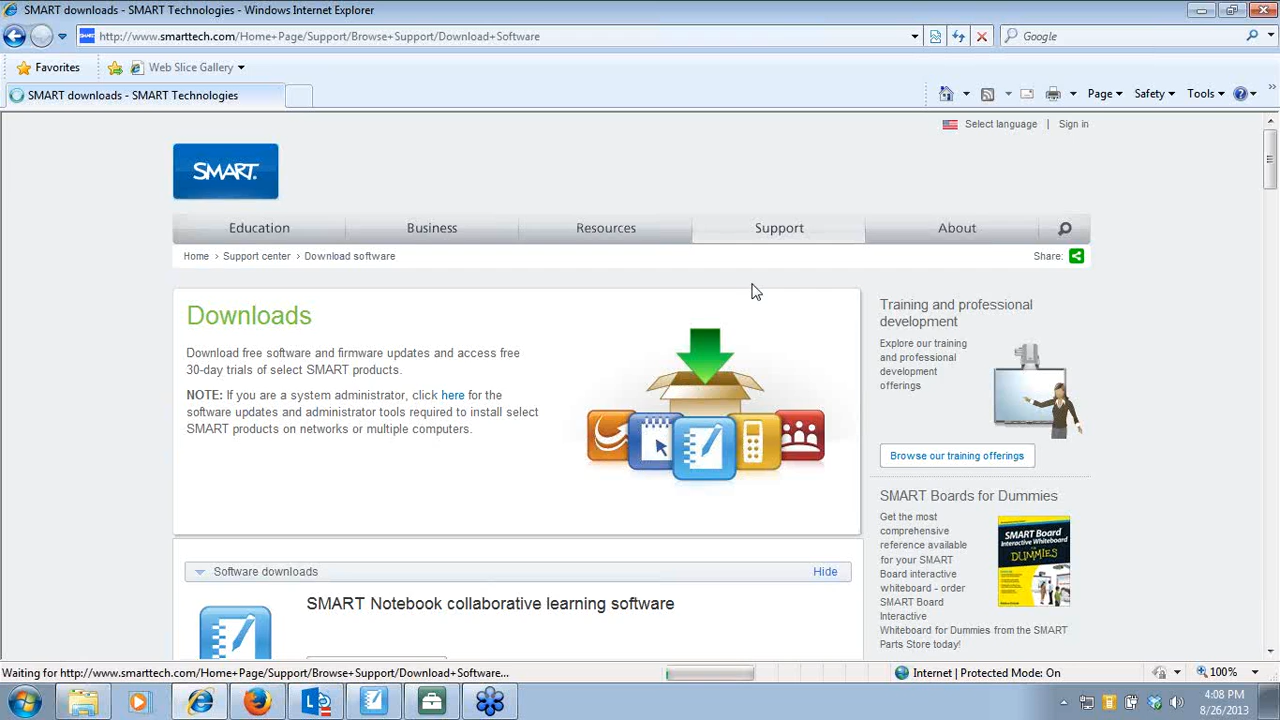 SMART downloads - SMART Technologies - Windows Internet Explorer
http://www.smarttech.com/Home+Page/Support/Browse+Support/Download+Software
Google
Favorites
Web Slice Gallery
SMART downloads - SMART Technologies
Page
Safety
Tools
Select language | Sign in
SMART
Education
Business
Resources
Support
About
Home > Support center > Download software
Share:
Downloads
Download free software and firmware updates and access free
30-day trials of select SMART products.
NOTE: If you are a system administrator, click here for the
software updates and administrator tools required to install select
SMART products on networks or multiple computers.
Training and professional
development
Explore our training
and professional
development
offerings
Browse our training offerings
SMART Boards for Dummies
Get the most
comprehensive
reference available
for your SMART
Board interactive
whiteboard - order
SMART Board
Interactive
Whiteboard for Dummies from the SMART
Parts Store today!
SMART Board
Interactive Whiteboard
DUMMIES
Software downloads
Hide
SMART Notebook collaborative learning software
Waiting for http://www.smarttech.com/Home+Page/Support/Browse+Support/Download+Software...
Internet | Protected Mode: On
100%
4:08 PM
8/26/2013